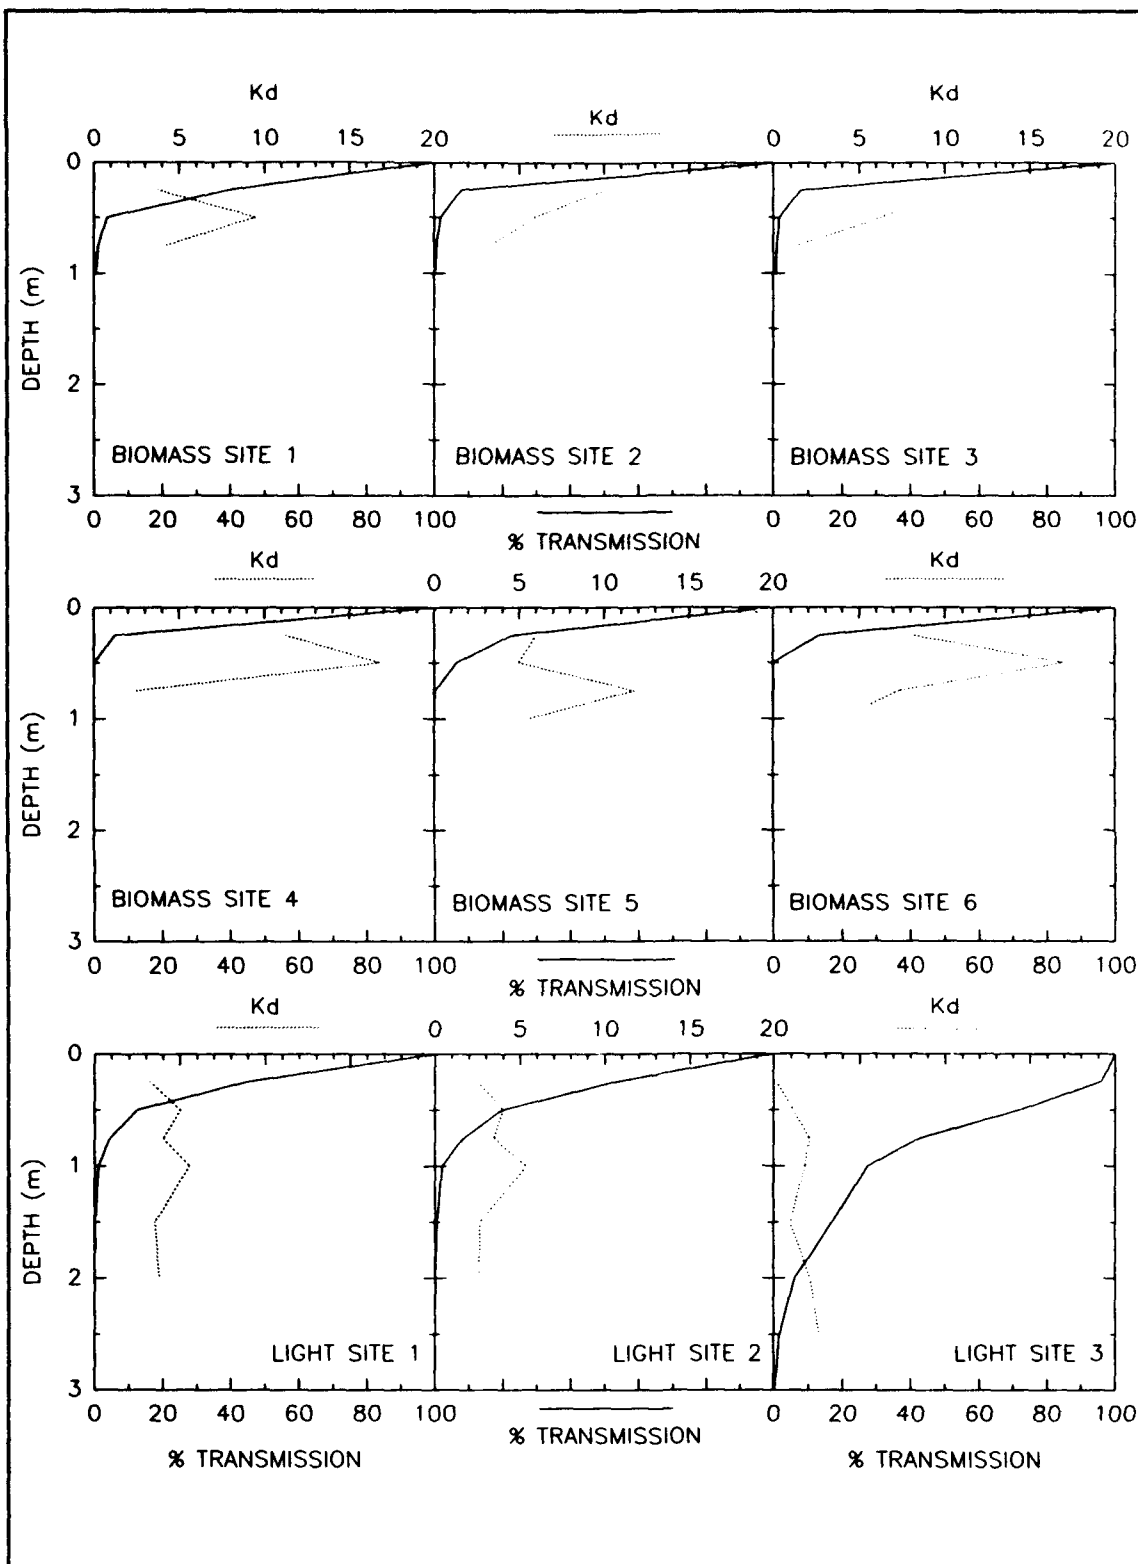 Kd Kd
Kd
0 5 10 15 20 0 5 10 15 20
0
1
2
3
DEPTH (m)
BIOMASS SITE 1 BIOMASS SITE 2 BIOMASS SITE 3
0 20 40 60 80 100 0 20 40 60 80 100
% TRANSMISSION
Kd Kd
0 5 10 15 20
0
1
2
3
DEPTH (m)
BIOMASS SITE 4 BIOMASS SITE 5 BIOMASS SITE 6
0 20 40 60 80 100 0 20 40 60 80 100
% TRANSMISSION
Kd Kd
0 5 10 15 20
0
1
2
3
DEPTH (m)
LIGHT SITE 1 LIGHT SITE 2 LIGHT SITE 3
0 20 40 60 80 100 0 20 40 60 80 100
% TRANSMISSION % TRANSMISSION % TRANSMISSION